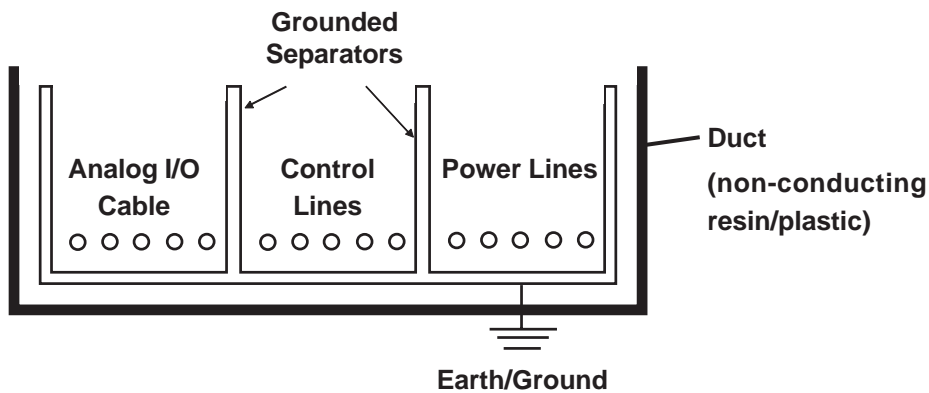 Grounded
Separators
Analog I/O
Cable
Control
Lines
Power Lines
Duct
(non-conducting
resin/plastic)
Earth/Ground